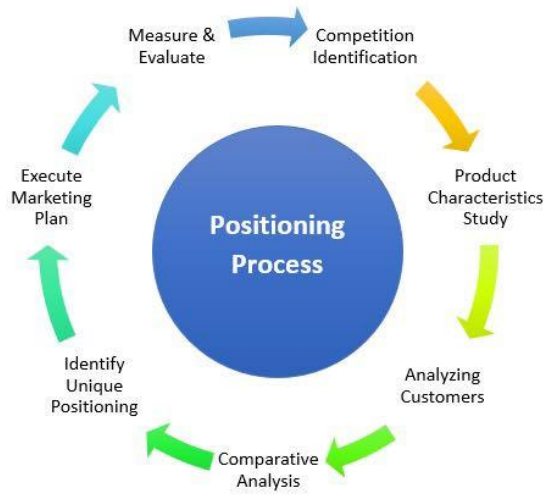 Measure &
Evaluate
Competition
Identification
Product
Characteristics
Study
Analyzing
Customers
Comparative
Analysis
Identify
Unique
Positioning
Execute
Marketing
Plan
Positioning
Process